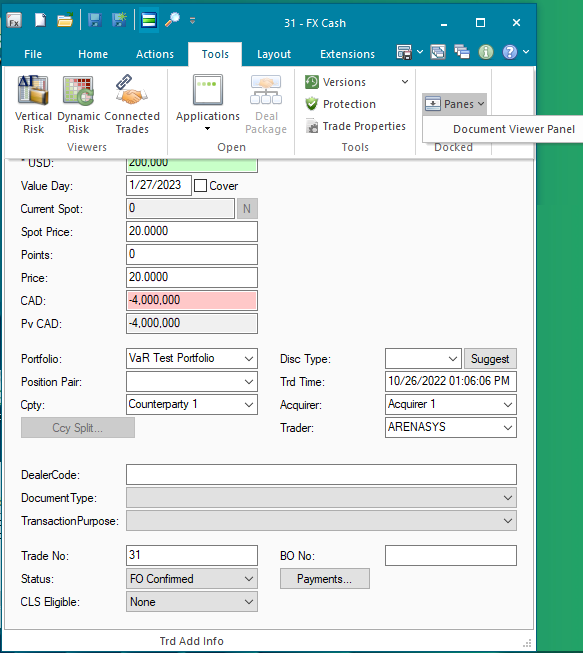 Fx
31 - FX Cash
File Home Actions Tools Layout Extensions
Vertical Risk
Dynamic Risk
Connected Trades
Viewers
Applications
Deal Package
Open
Versions
Protection
Trade Properties
Tools
Panes
Docked
Document Viewer Panel
* USD: 200,000
Value Day: 1/27/2023 Cover
Current Spot: 0 N
Spot Price: 20.0000
Points: 0
Price: 20.0000
CAD: -4,000,000
Pv CAD: -4,000,000
Portfolio: VaR Test Portfolio Disc Type: Suggest
Position Pair: Trd Time: 10/26/2022 01:06:06 PM
Cpty: Counterparty 1 Acquirer: Acquirer 1
Ccy Split... Trader: ARENASYS
DealerCode:
DocumentType:
TransactionPurpose:
Trade No: 31 BO No:
Status: FO Confirmed Payments...
CLS Eligible: None
Trd Add Info